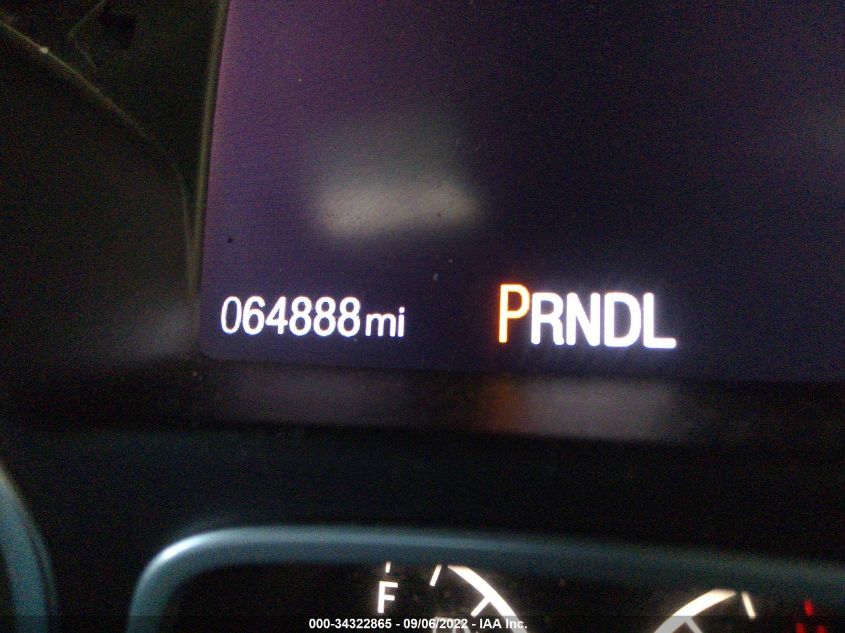 064888mi PRNDL
F
000-34322865 - 09/06/2022 - IAA Inc.